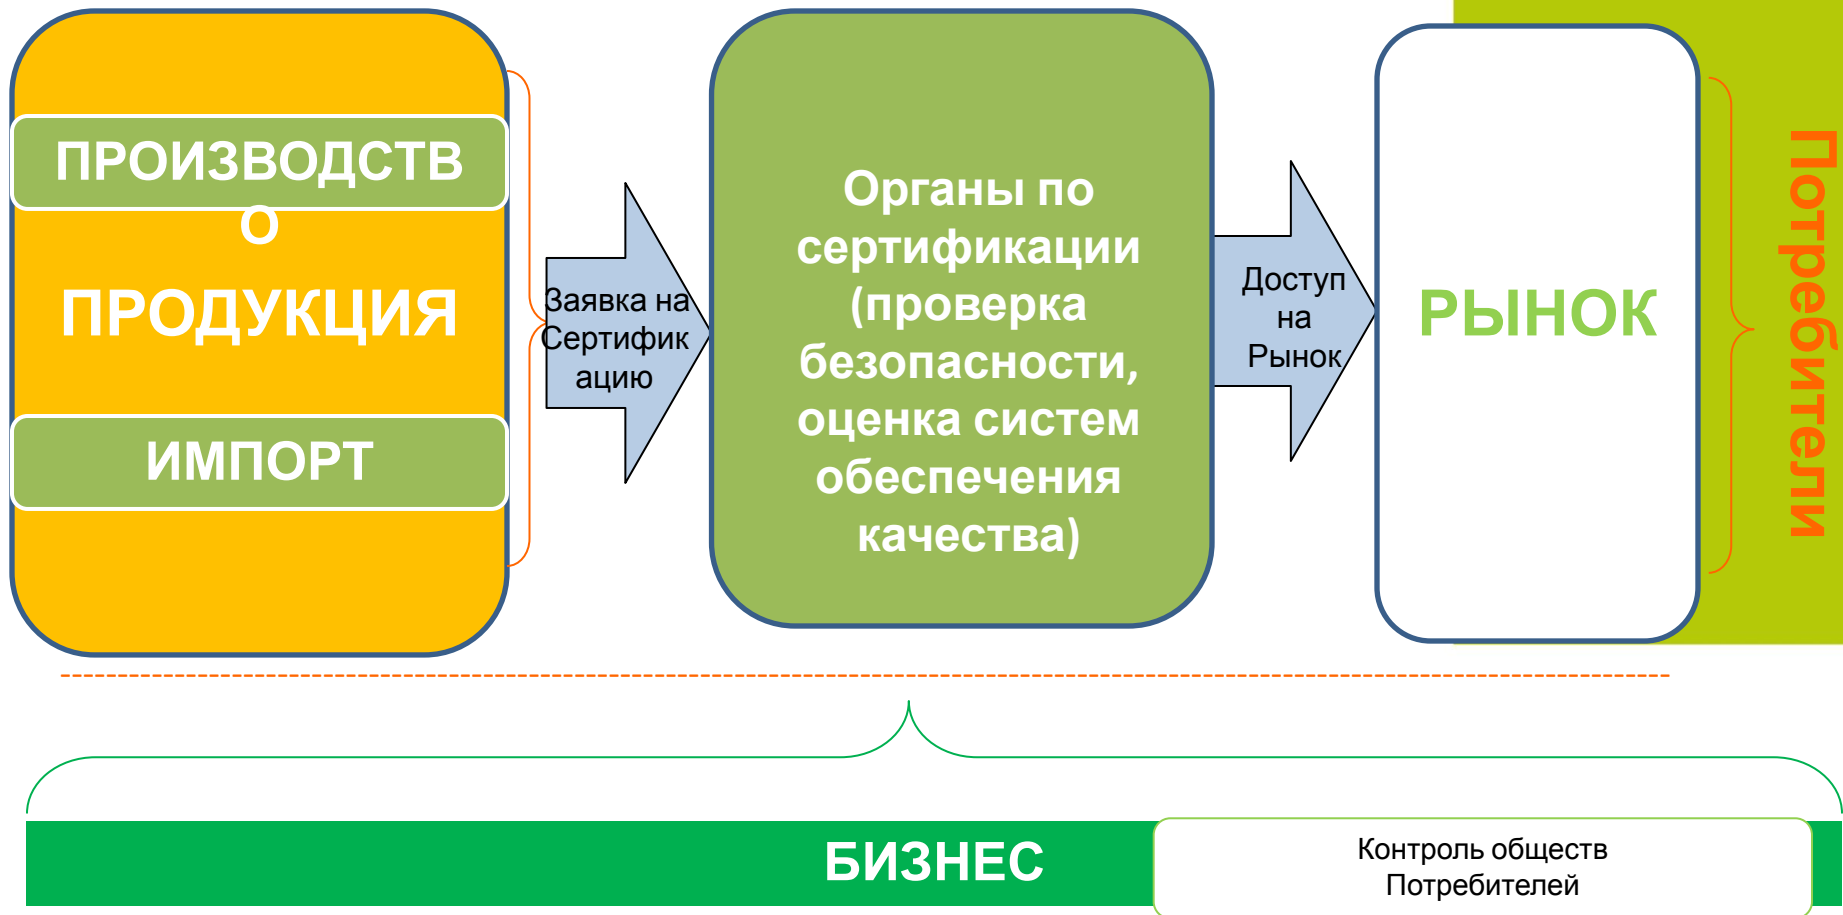 ПРОИЗВОДСТВ
О
ПРОДУКЦИЯ
ИМПОРТ
Заявка на
Сертифик
ацию
Органы по
сертификации
(проверка
безопасности,
оценка систем
обеспечения
качества)
Доступ
на
Рынок
РЫНОК
Потребители
БИЗНЕС
Контроль обществ
Потребителей